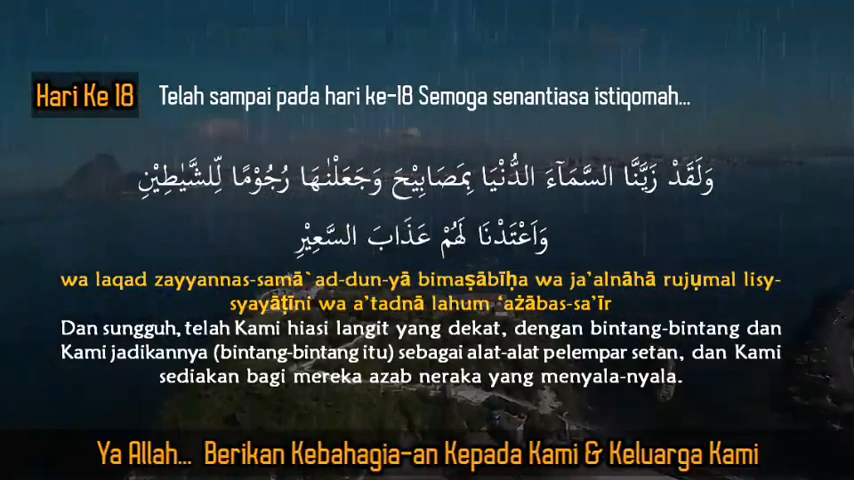 Hari Ke 18
Telah sampai pada hari ke-18 Semoga senantiasa istiqomah...
وَلَقَدْ زَيَّنَّا السَّمَاۤءَ الدُّنْيَا بِمَصَابِيْحَ وَجَعَلْنٰهَا رُجُوْمًا لِّلشَّيٰطِيْنِ
وَاَعْتَدْنَا لَهُمْ عَذَابَ السَّعِيْرِ
wa laqad zayyannas-samā`ad-dun-yā bimaṣābīḥa wa ja’alnāhā rujụmal lisy-
syayāṭīni wa a’tadnā lahum ‘ażābas-sa’īr
Dan sungguh, telah Kami hiasi langit yang dekat, dengan bintang-bintang dan
Kami jadikannya (bintang-bintang itu) sebagai alat-alat pelempar setan, dan Kami
sediakan bagi mereka azab neraka yang menyala-nyala.
Ya Allah... Berikan Kebahagia-an Kepada Kami & Keluarga Kami